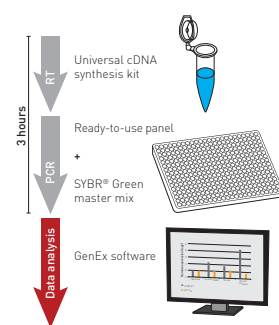 3 hours
RT
Universal cDNA
synthesis kit
PCR
Ready-to-use panel
+
SYBR® Green
master mix
Data analysis
GenEx software